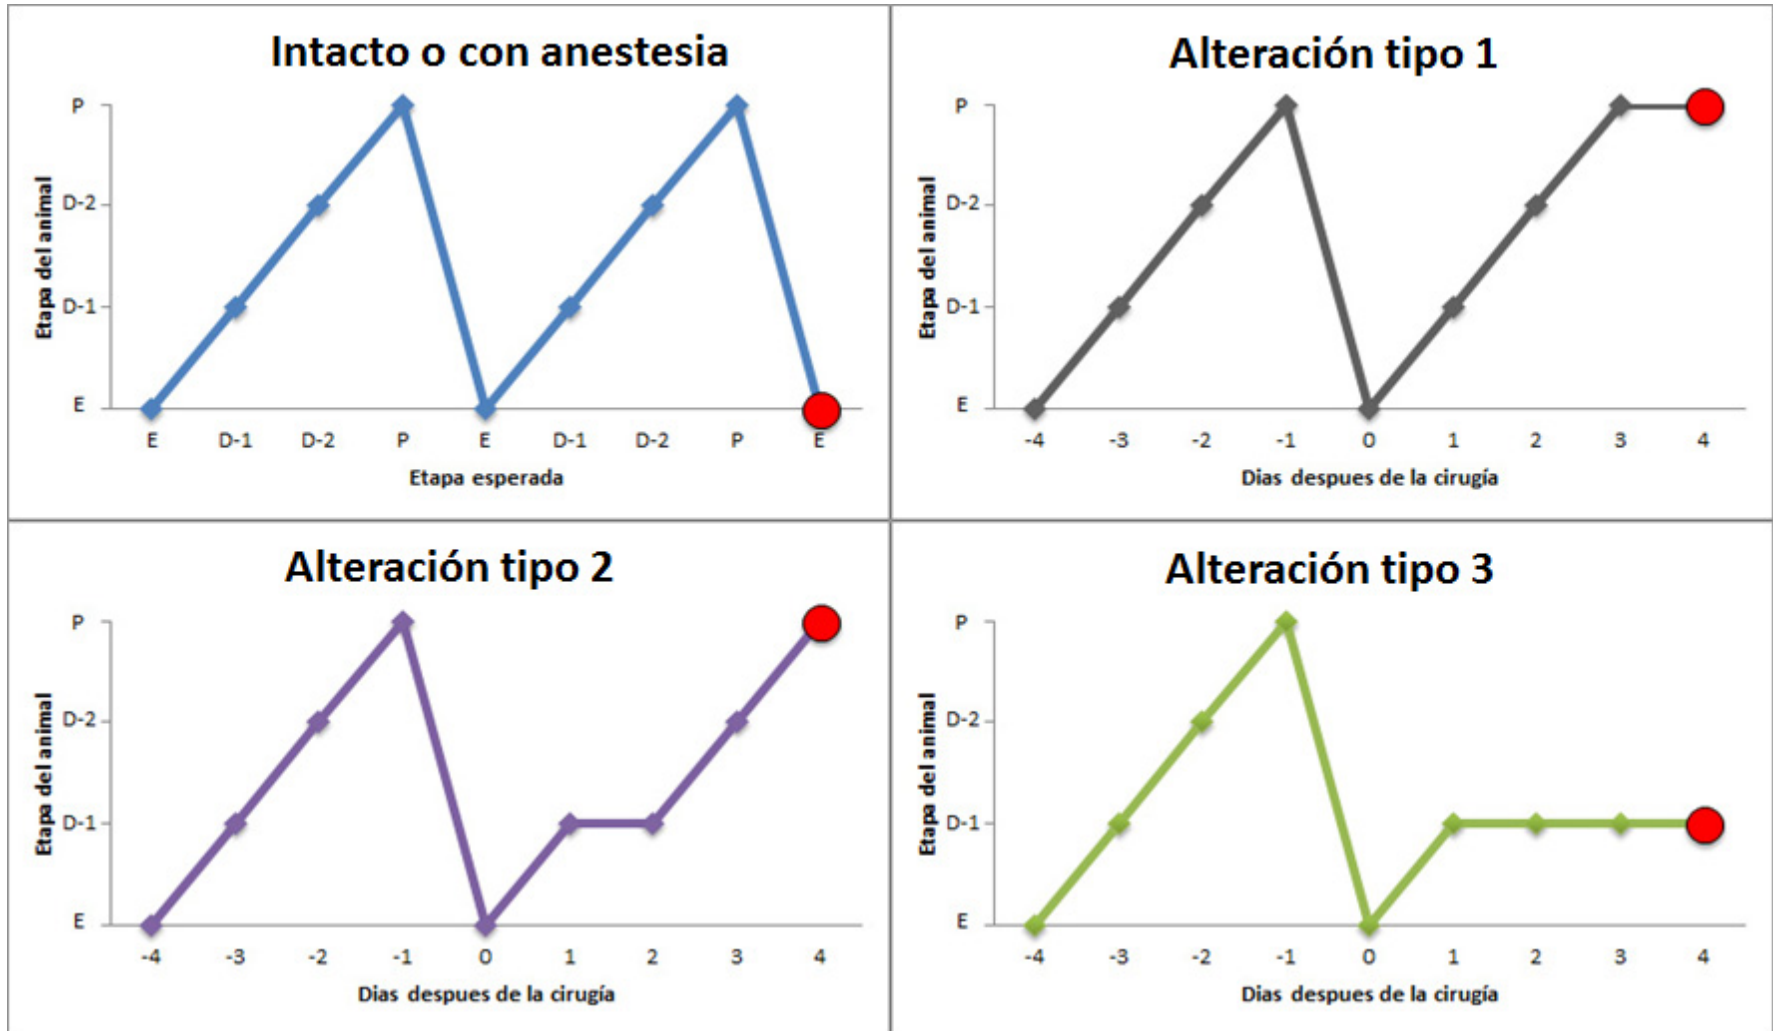 Intacto o con anestesia
Etapa del animal
P
D-2
D-1
E
E D-1 D-2 P E D-1 D-2 P E
Etapa esperada
Alteración tipo 1
Etapa del animal
P
D-2
D-1
E
-4 -3 -2 -1 0 1 2 3 4
Dias despues de la cirugía
Alteración tipo 2
Etapa del animal
P
D-2
D-1
E
-4 -3 -2 -1 0 1 2 3 4
Dias despues de la cirugía
Alteración tipo 3
Etapa del animal
P
D-2
D-1
E
-4 -3 -2 -1 0 1 2 3 4
Dias despues de la cirugía